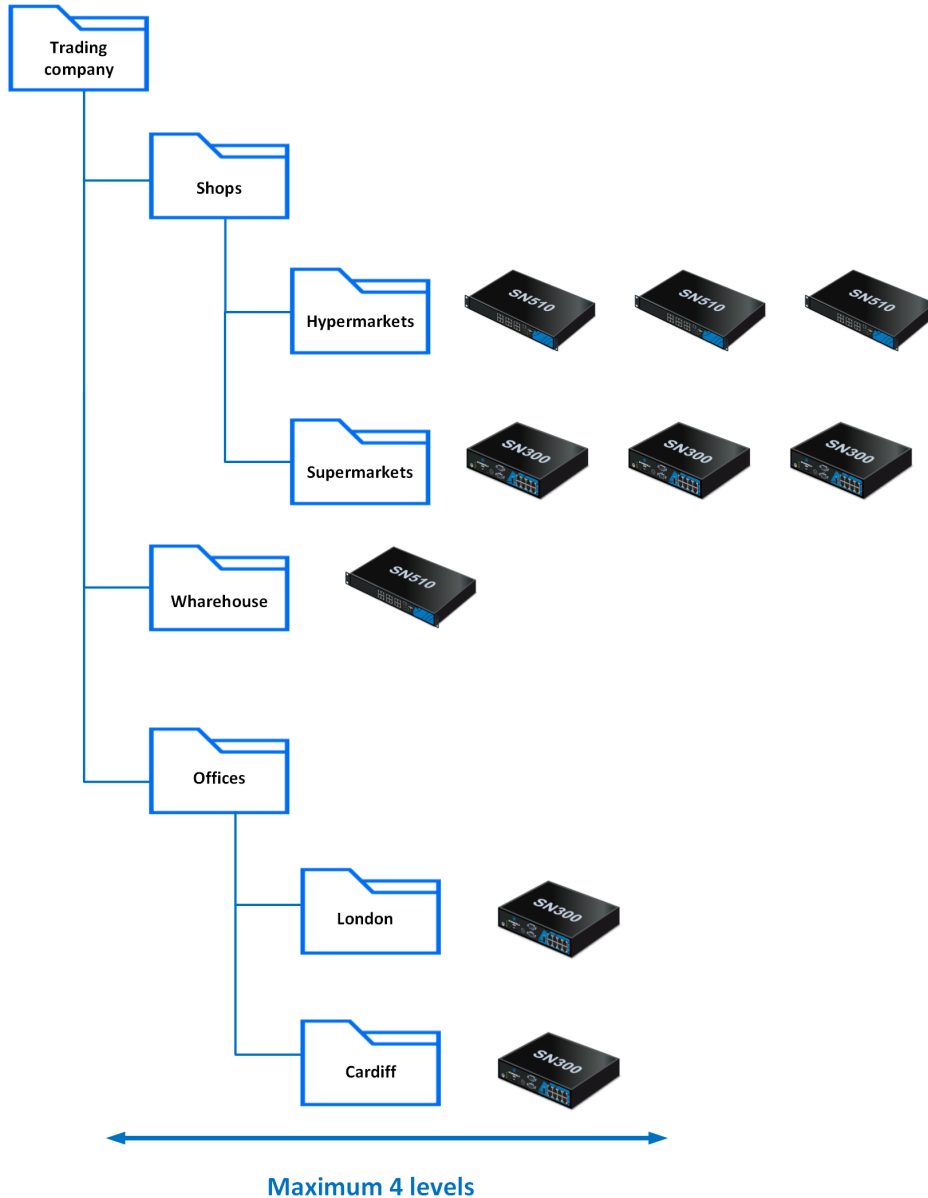 Trading
company
Shops
Hypermarkets
SN510
SN510
SN510
Supermarkets
SN300
SN300
SN300
Wharehouse
SN510
Offices
London
SN300
Cardiff
SN300
Maximum 4 levels